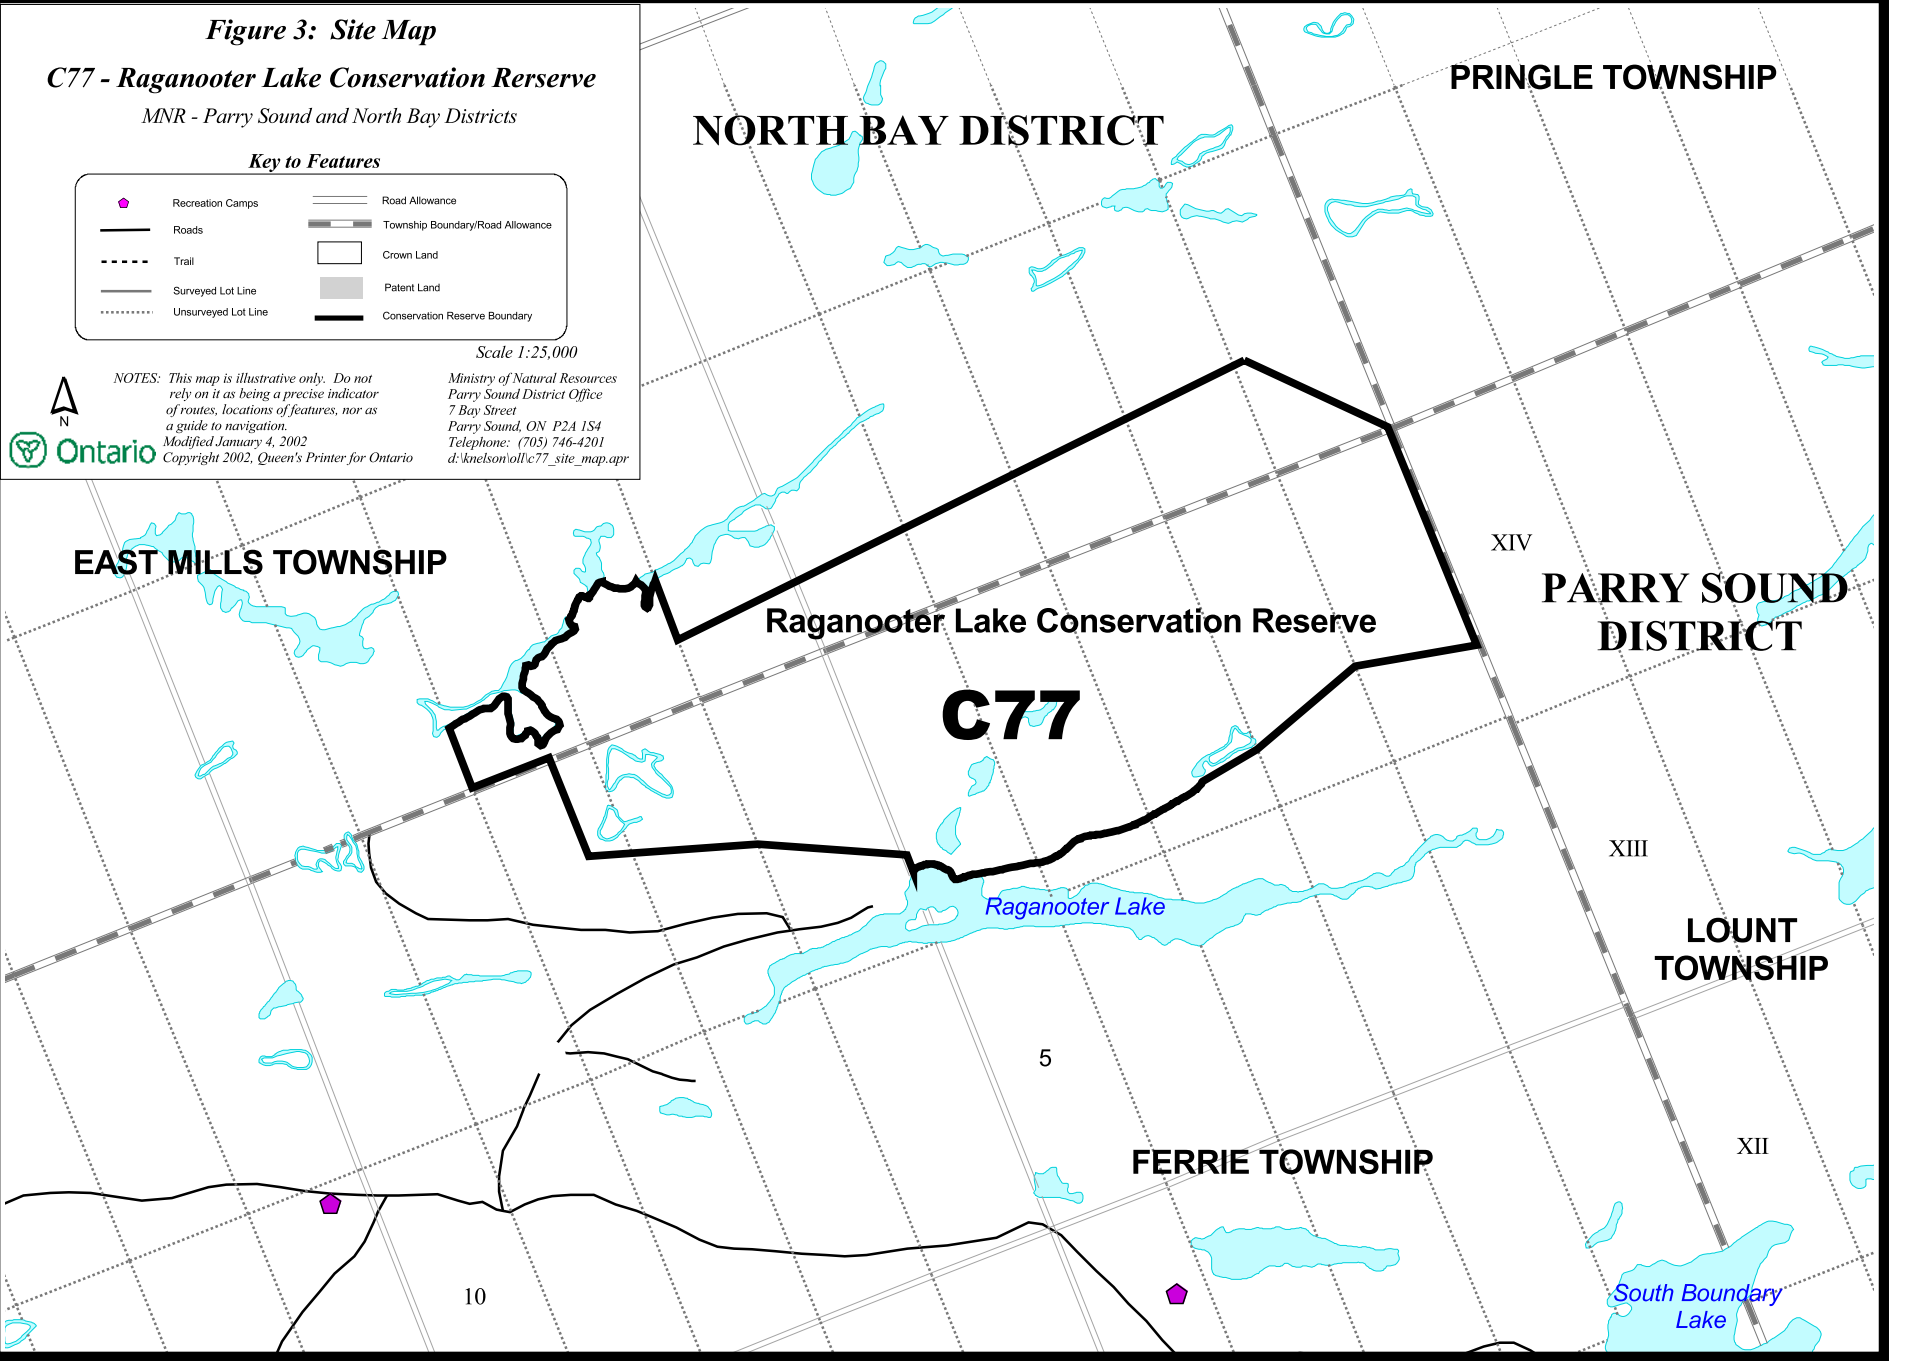 Figure 3:  Site Map
C77 - Raganooter Lake Conservation Rerserve
MNR - Parry Sound and North Bay Districts
Key to Features
Recreation Camps
Roads
Trail
Surveyed Lot Line
Unsurveyed Lot Line
Road Allowance
Township Boundary/Road Allowance
Crown Land
Patent Land
Conservation Reserve Boundary
Scale 1:25,000
N
Ontario
NOTES:  This map is illustrative only.  Do not
rely on it as being a precise indicator
of routes, locations of features, nor as
a guide to navigation.
Modified January 4, 2002
Copyright 2002, Queen's Printer for Ontario
Ministry of Natural Resources
Parry Sound District Office
7 Bay Street
Parry Sound, ON  P2A 1S4
Telephone:  (705) 746-4201
d:\knelson\oll\c77_site_map.apr
PRINGLE TOWNSHIP
NORTH BAY DISTRICT
EAST MILLS TOWNSHIP
XIV
PARRY SOUND
DISTRICT
Raganooter Lake Conservation Reserve
C77
XIII
Raganooter Lake
LOUNT
TOWNSHIP
5
XII
FERRIE TOWNSHIP
10
South Boundary
Lake